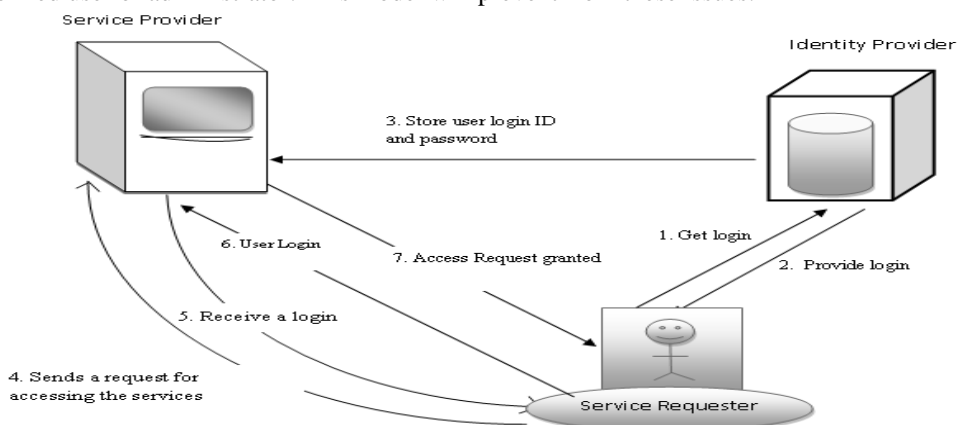 Service Provider
Identity Provider
3. Store user login ID
and password
1. Get login
6. User Login
7. Access Request granted
2. Provide login
5. Receive a login
4. Sends a request for
accessing the services
Service Requester